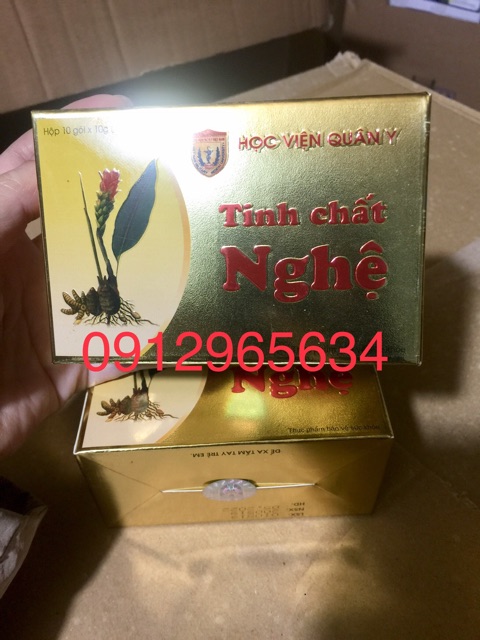 Hộp 10 gói x 10g
HỌC VIỆN QUÂN Y
Tinh chất
Nghệ
0912965634
Nghệ
Thực phẩm bảo vệ sức khỏe
ĐỂ XA TẦM TAY TRẺ EM